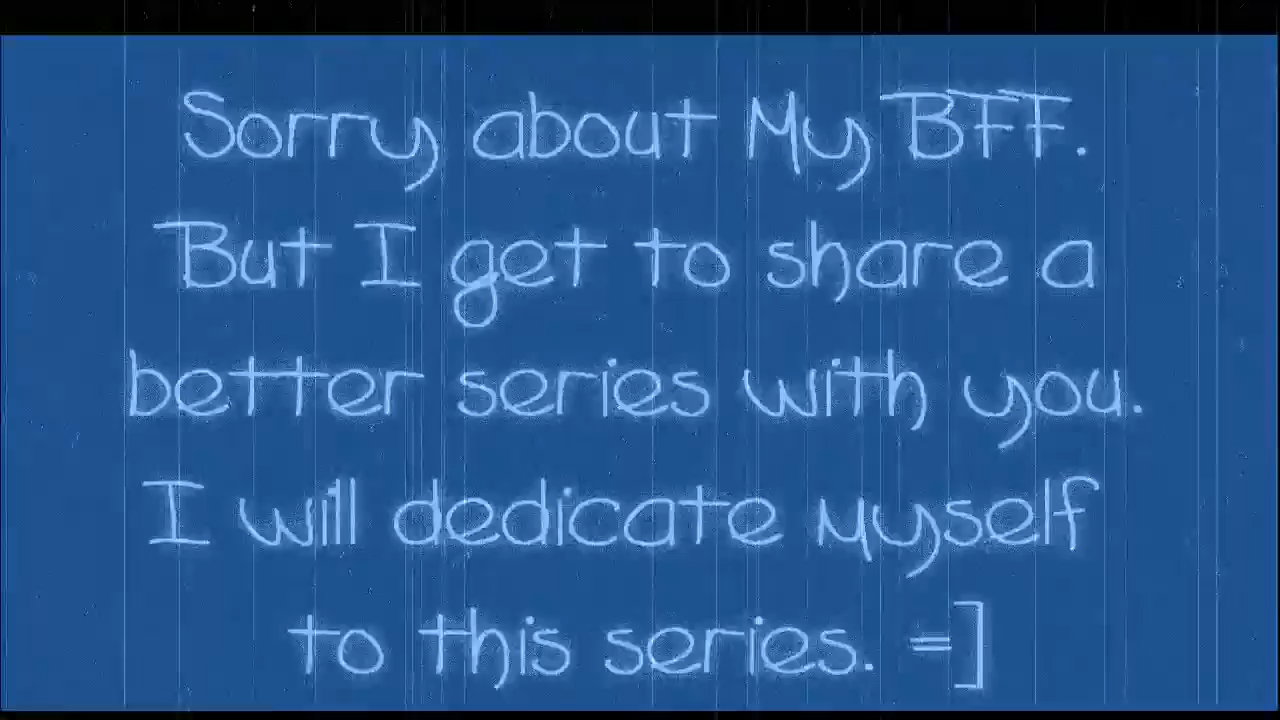 Sorry about My BFF.
But I get to share a
better series with you.
I will dedicate Myself
to this series. =]